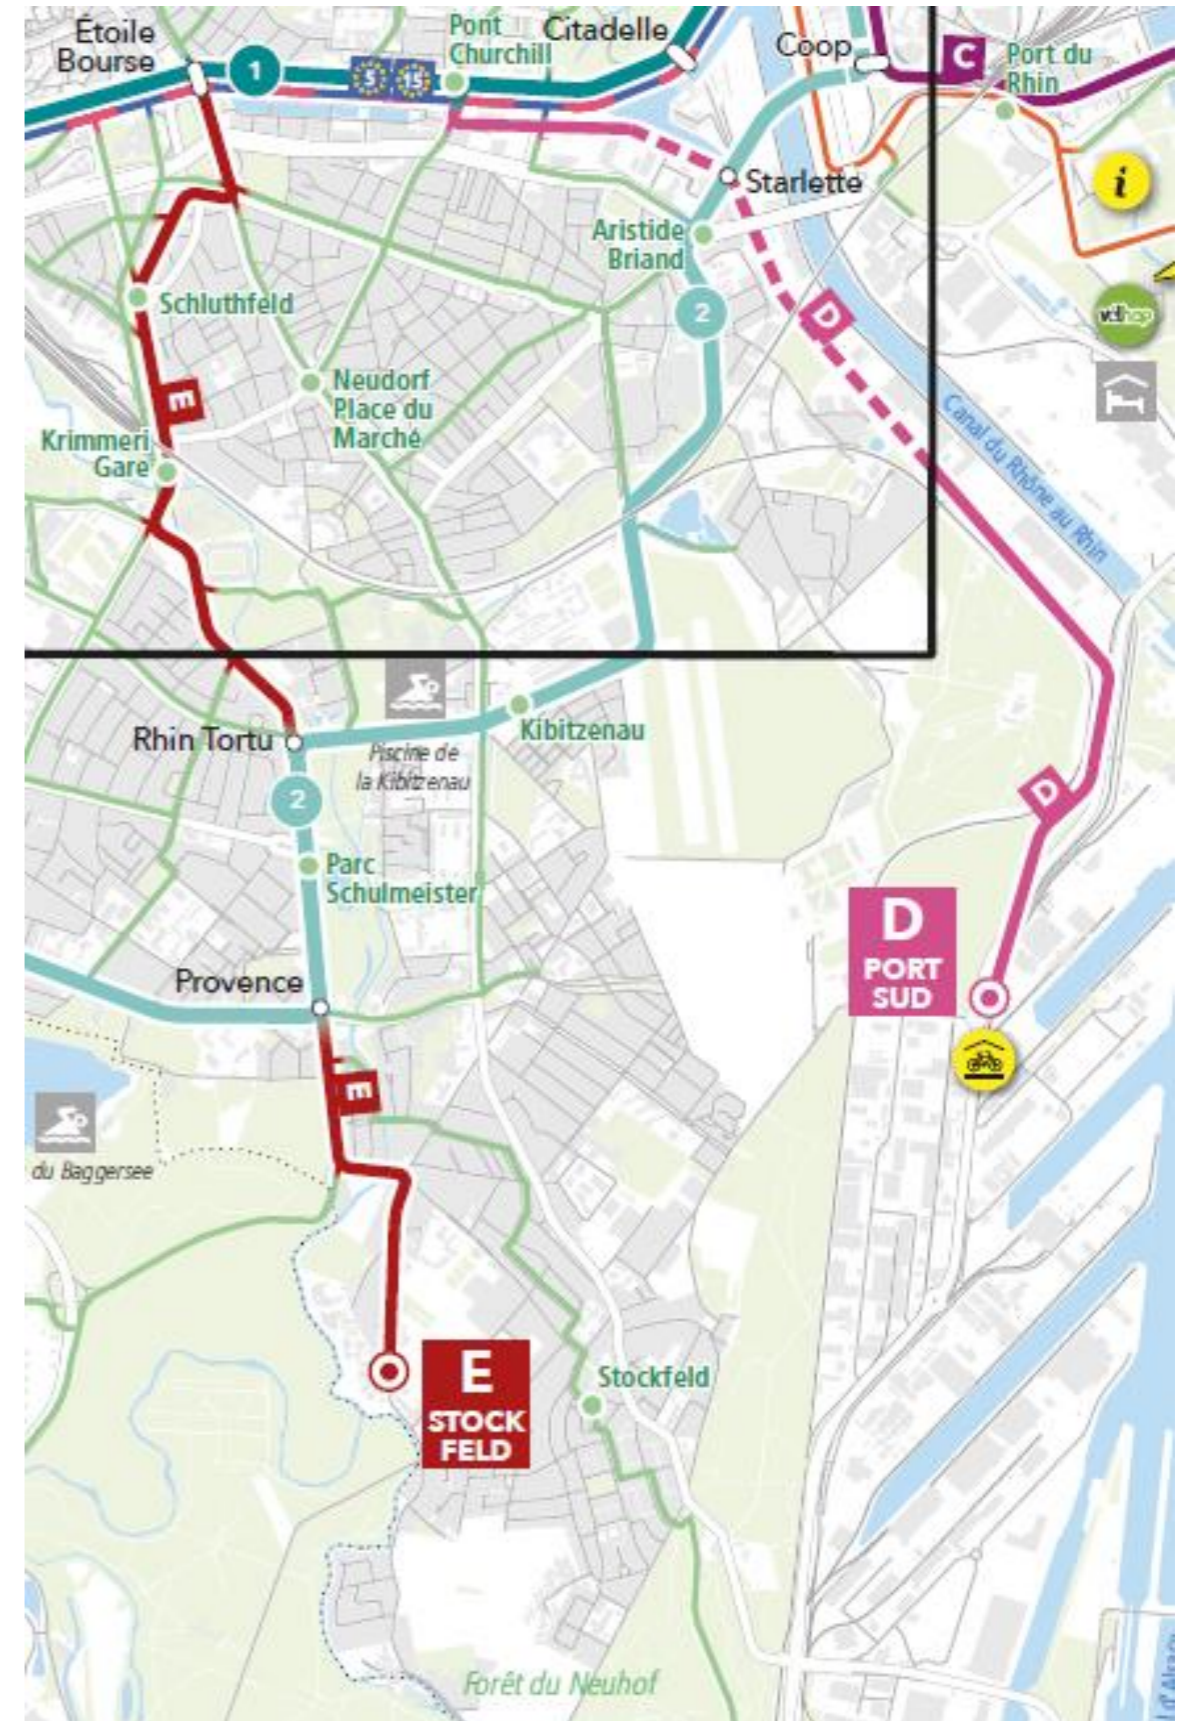 Étoile
Bourse
1
5
15
Pont
Churchill
Citadelle
Coop
C
Port du
Rhin
i
Starlette
Aristide
Briand
2
D
vélhop
Schluthfeld
E
Neudorf
Place du
Marché
Krimmeri
Gare
Canal du Rhône au Rhin
Rhin Tortu
Kibitzenau
Piscine de
la Kibitzenau
2
D
Parc
Schulmeister
D
PORT
SUD
Provence
E
du Baggersee
E
STOCK
FELD
Stockfeld
Forêt du Neuhof